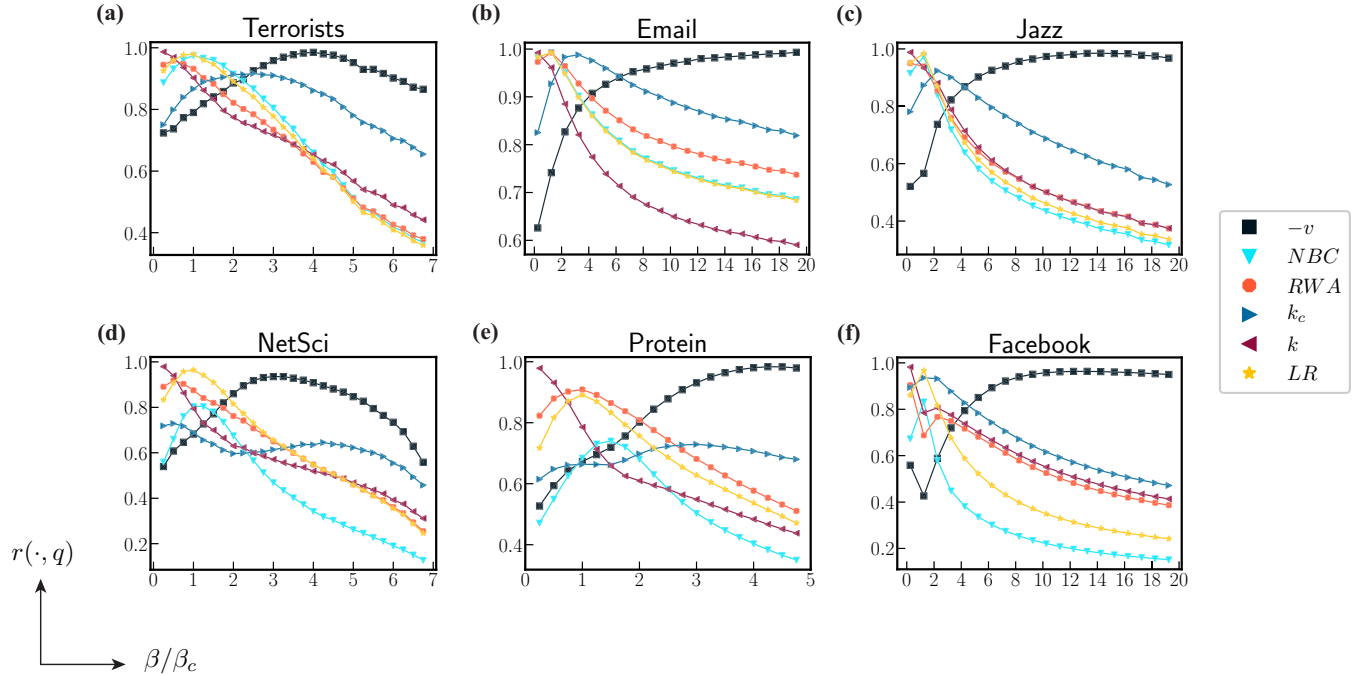 (a) Terrorists
(b) Email
(c) Jazz
1.0
0.8
0.6
0.4
0 1 2 3 4 5 6 7
1.0
0.9
0.8
0.7
0.6
0 2 4 6 8 10 12 14 16 18 20
1.0
0.8
0.6
0.4
0 2 4 6 8 10 12 14 16 18 20
−v
NBC
RWA
k_c
k
LR
(d) NetSci
(e) Protein
(f) Facebook
1.0
0.8
0.6
0.4
0.2
0 1 2 3 4 5 6 7
1.0
0.8
0.6
0.4
0 1 2 3 4 5
1.0
0.8
0.6
0.4
0.2
0 2 4 6 8 10 12 14 16 18 20
r(·, q)
β/β_c